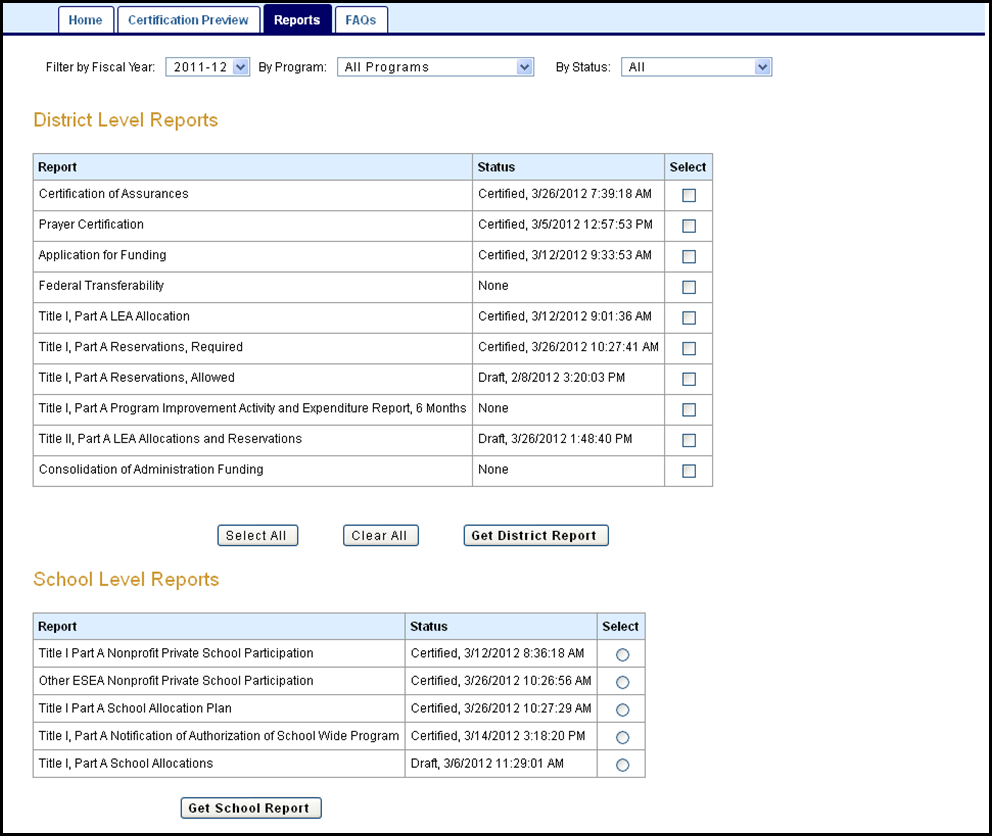 Home Certification Preview Reports FAQs
Filter by Fiscal Year: 2011-12 By Program: All Programs By Status: All
District Level Reports
Report Status Select
Certification of Assurances Certified, 3/26/2012 7:39:18 AM
Prayer Certification Certified, 3/5/2012 12:57:53 PM
Application for Funding Certified, 3/12/2012 9:33:53 AM
Federal Transferability None
Title I, Part A LEA Allocation Certified, 3/12/2012 9:01:36 AM
Title I, Part A Reservations, Required Certified, 3/26/2012 10:27:41 AM
Title I, Part A Reservations, Allowed Draft, 2/8/2012 3:20:03 PM
Title I, Part A Program Improvement Activity and Expenditure Report, 6 Months None
Title II, Part A LEA Allocations and Reservations Draft, 3/26/2012 1:48:40 PM
Consolidation of Administration Funding None
Select All Clear All Get District Report
School Level Reports
Report Status Select
Title I Part A Nonprofit Private School Participation Certified, 3/12/2012 8:36:18 AM
Other ESEA Nonprofit Private School Participation Certified, 3/26/2012 10:26:56 AM
Title I Part A School Allocation Plan Certified, 3/26/2012 10:27:29 AM
Title I, Part A Notification of Authorization of School Wide Program Certified, 3/14/2012 3:18:20 PM
Title I, Part A School Allocations Draft, 3/6/2012 11:29:01 AM
Get School Report